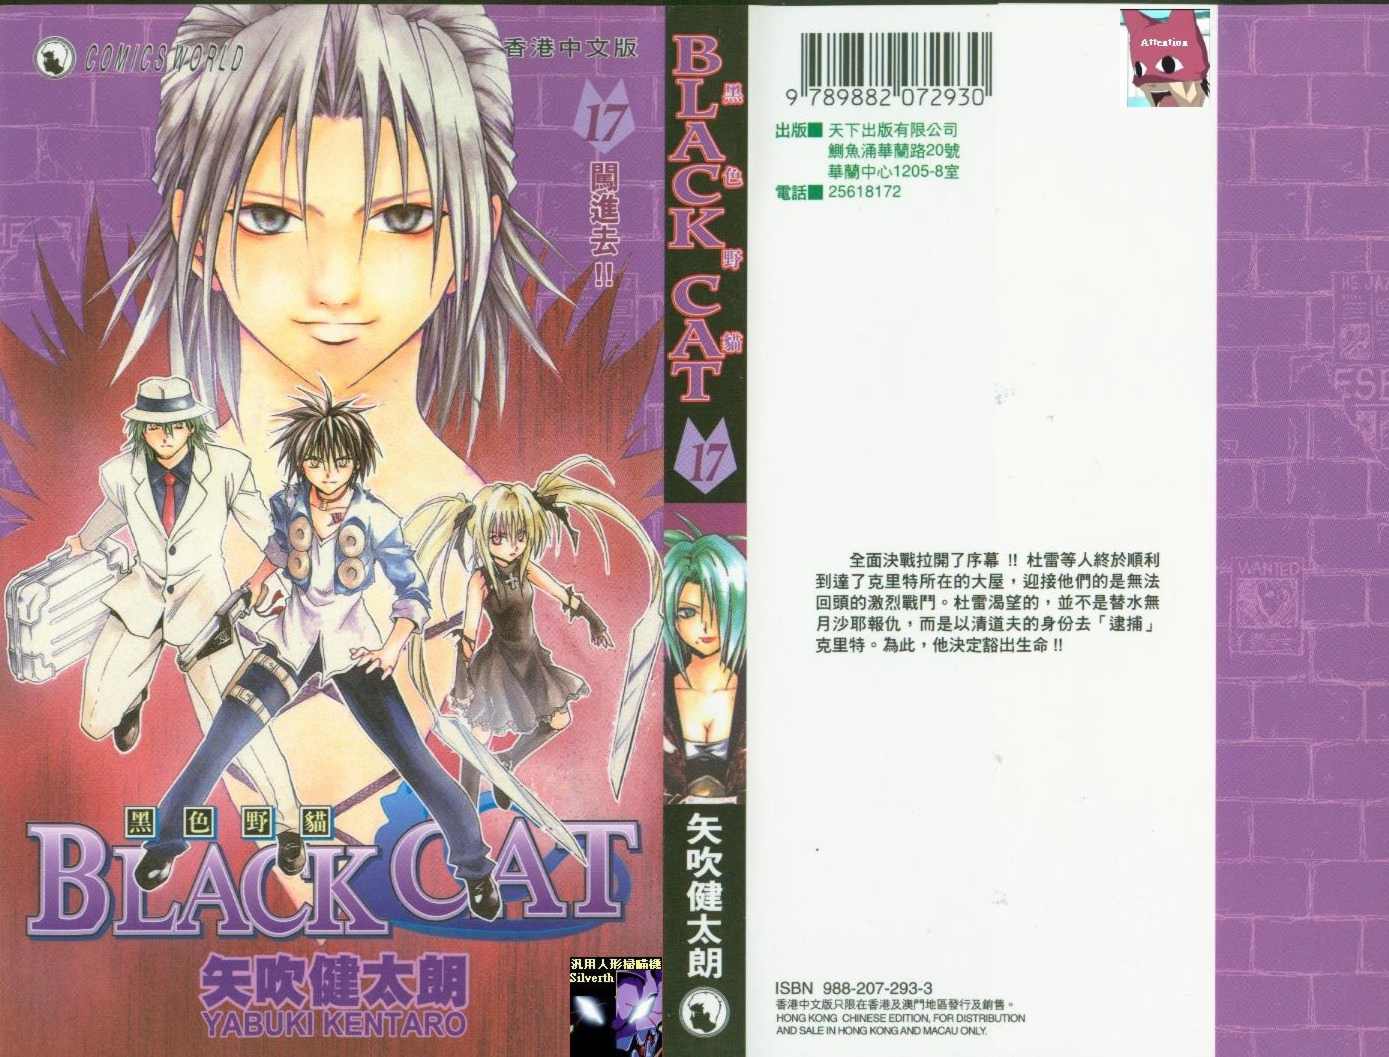 COMICS WORLD
香港中文版
17
闖進去!!
黑色野貓
BLACK CAT
矢吹健太朗
YABUKI KENTARO
汎用人形掃瞄機
Silverth
BLACK CAT
黑色野貓
17
矢吹健太朗
9 789882 072930
出版■ 天下出版有限公司
鰂魚涌華蘭路20號
華蘭中心1205-8室
電話■ 25618172
全面決戰拉開了序幕 !! 杜雷等人終於順利
到達了克里特所在的大屋，迎接他們的是無法
回頭的激烈戰鬥。杜雷渴望的，並不是替水無
月沙耶報仇，而是以清道夫的身份去「逮捕」
克里特。為此，他決定豁出生命 !!
ISBN 988-207-293-3
香港中文版只限在香港及澳門地區發行及銷售。
HONG KONG CHINESE EDITION, FOR DISTRIBUTION
AND SALE IN HONG KONG AND MACAU ONLY.
Attention
WANTED